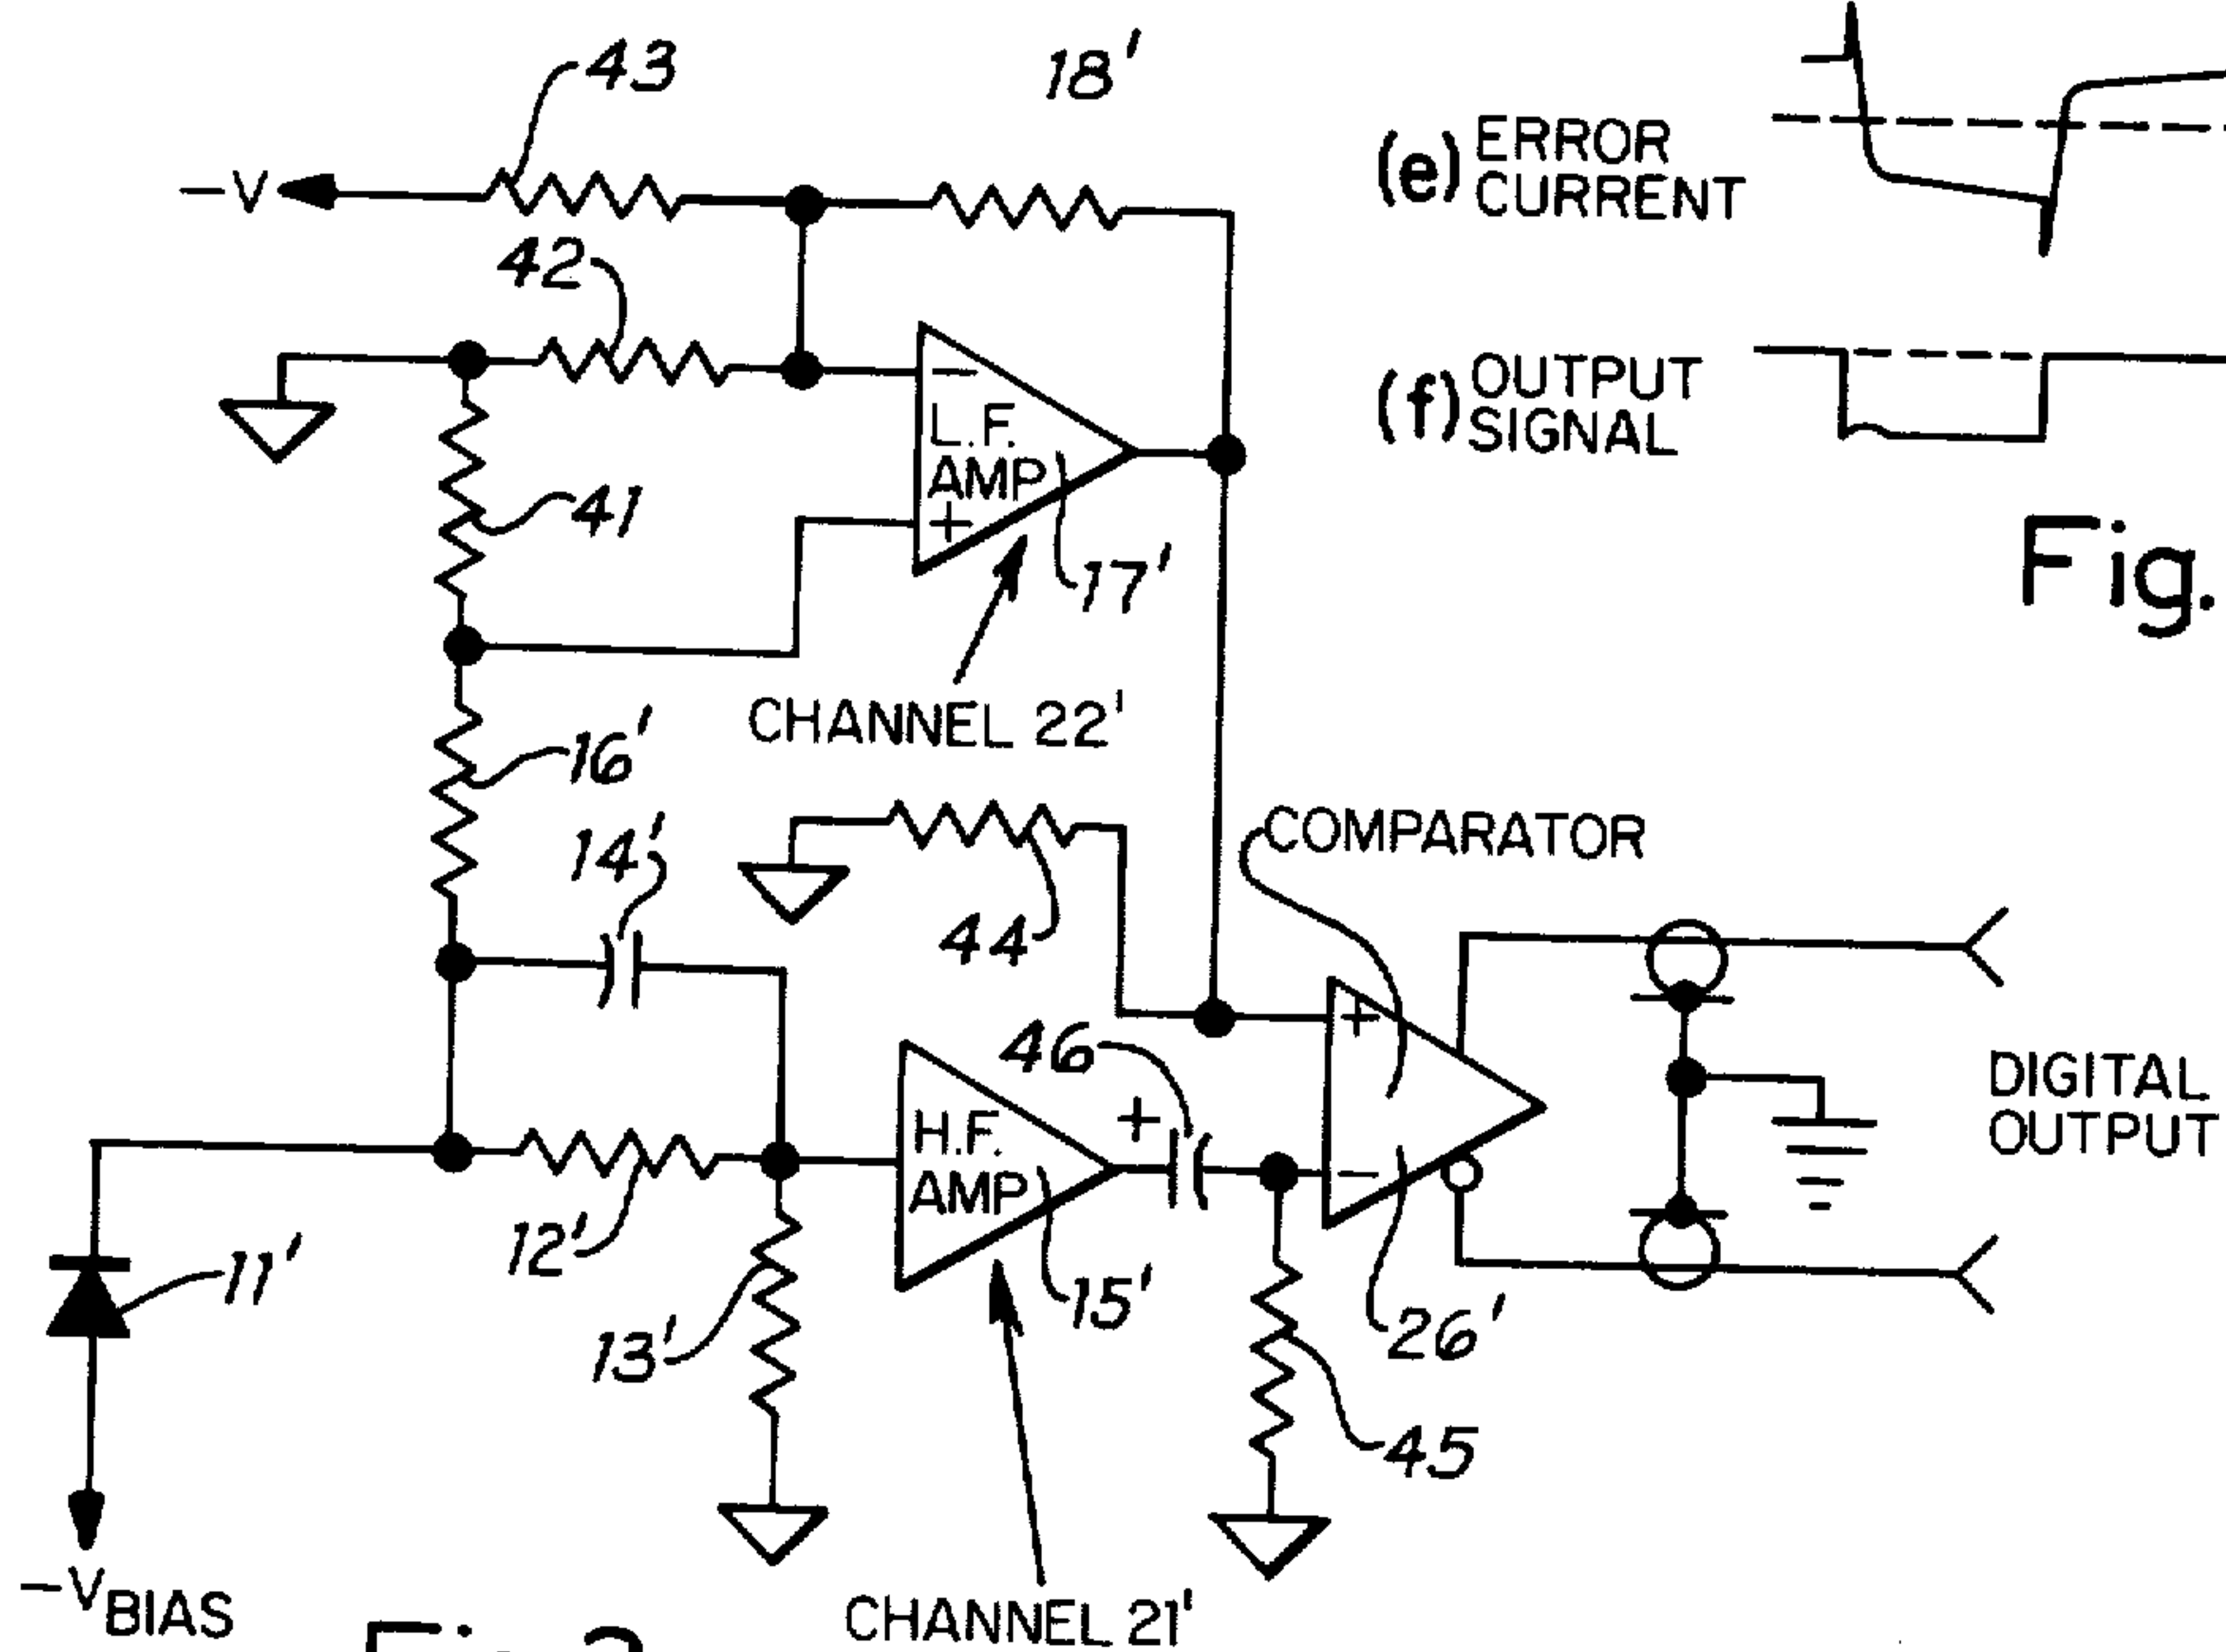 43
18'
(e) ERROR CURRENT
-V
42
L.F. AMP
-
+
(f) OUTPUT SIGNAL
41
17'
Fig.
CHANNEL 22'
16'
14'
COMPARATOR
44
+
46
+
DIGITAL OUTPUT
H.F. AMP
-
12'
11'
15'
13'
26'
45
-VBIAS
CHANNEL 21'